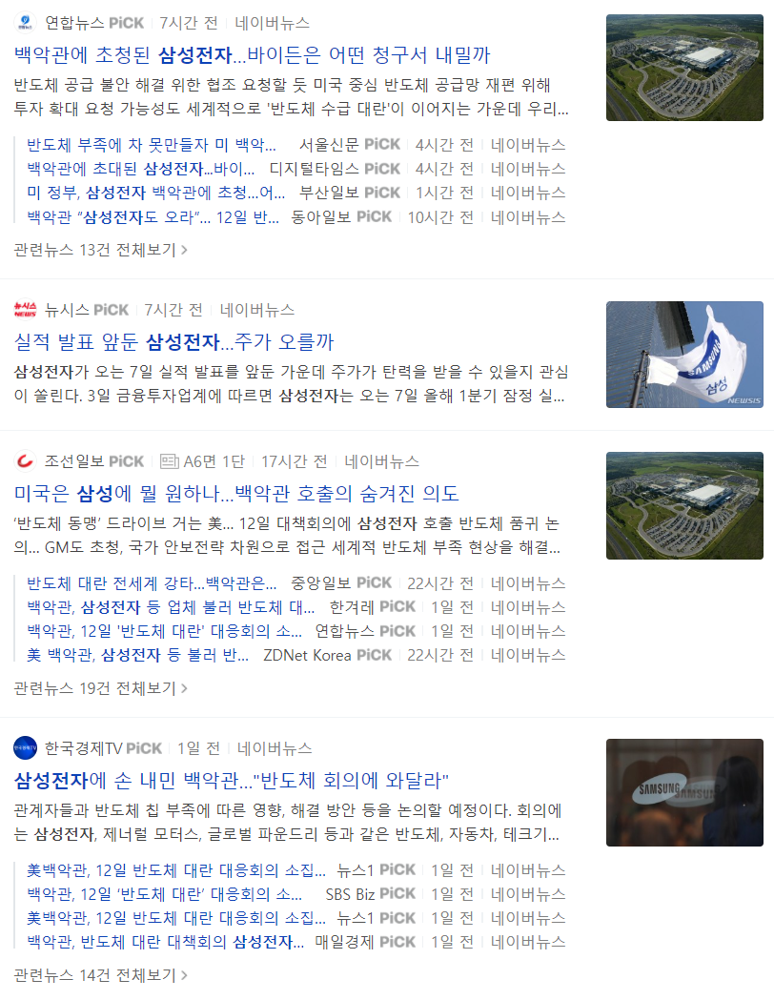 연합뉴스 PiCK 7시간 전 네이버뉴스
백악관에 초청된 삼성전자...바이든은 어떤 청구서 내밀까
반도체 공급 불안 해결 위한 협조 요청할 듯 미국 중심 반도체 공급망 재편 위해
투자 확대 요청 가능성도 세계적으로 '반도체 수급 대란'이 이어지는 가운데 우리...
반도체 부족에 차 못만들자 미 백악... 서울신문 PiCK 4시간 전 네이버뉴스
백악관에 초대된 삼성전자...바이... 디지털타임스 PiCK 4시간 전 네이버뉴스
미 정부, 삼성전자 백악관에 초청...어... 부산일보 PiCK 1시간 전 네이버뉴스
백악관 “삼성전자도 오라”... 12일 반... 동아일보 PiCK 10시간 전 네이버뉴스
관련뉴스 13건 전체보기
뉴시스 NEWS 뉴시스 PiCK 7시간 전 네이버뉴스
실적 발표 앞둔 삼성전자...주가 오를까
삼성전자가 오는 7일 실적 발표를 앞둔 가운데 주가가 탄력을 받을 수 있을지 관심
이 쏠린다. 3일 금융투자업계에 따르면 삼성전자는 오는 7일 올해 1분기 잠정 실...
SAMSUNG
삼성
NEWSIS
조선일보 PiCK A6면 1단 17시간 전 네이버뉴스
미국은 삼성에 뭘 원하나...백악관 호출의 숨겨진 의도
‘반도체 동맹’ 드라이브 거는 美... 12일 대책회의에 삼성전자 호출 반도체 품귀 논
의... GM도 초청, 국가 안보전략 차원으로 접근 세계적 반도체 부족 현상을 해결...
반도체 대란 전세계 강타...백악관은... 중앙일보 PiCK 22시간 전 네이버뉴스
백악관, 삼성전자 등 업체 불러 반도체 대... 한겨레 PiCK 1일 전 네이버뉴스
백악관, 12일 '반도체 대란' 대응회의 소... 연합뉴스 PiCK 1일 전 네이버뉴스
美 백악관, 삼성전자 등 불러 반... ZDNet Korea PiCK 22시간 전 네이버뉴스
관련뉴스 19건 전체보기
한국경제TV 한국경제TV PiCK 1일 전 네이버뉴스
삼성전자에 손 내민 백악관..."반도체 회의에 와달라"
관계자들과 반도체 칩 부족에 따른 영향, 해결 방안 등을 논의할 예정이다. 회의에
는 삼성전자, 제너럴 모터스, 글로벌 파운드리 등과 같은 반도체, 자동차, 테크기...
SAMSUNG SAMSUNG
美백악관, 12일 반도체 대란 대응회의 소집... 뉴스1 PiCK 1일 전 네이버뉴스
백악관, 12일 ‘반도체 대란’ 대응회의 소... SBS Biz PiCK 1일 전 네이버뉴스
美백악관, 12일 반도체 대란 대응회의 소집... 뉴스1 PiCK 1일 전 네이버뉴스
백악관, 반도체 대란 대책회의 삼성전자... 매일경제 PiCK 1일 전 네이버뉴스
관련뉴스 14건 전체보기